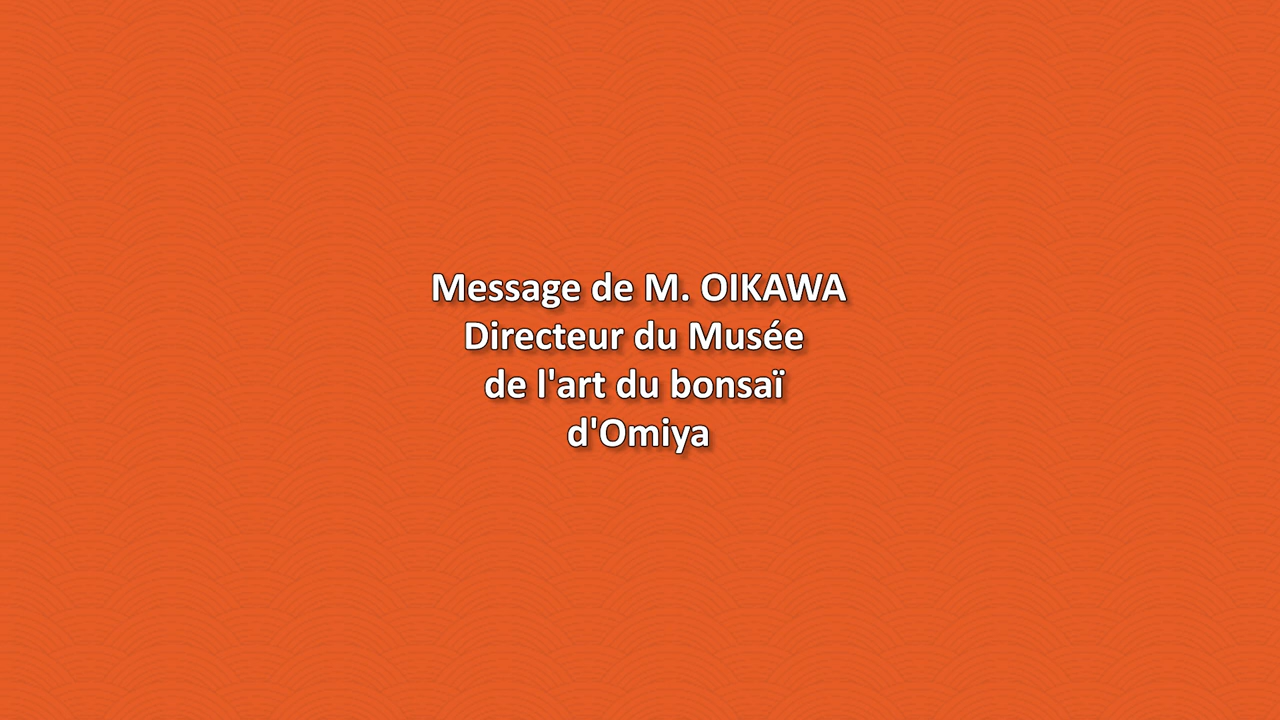 Message de M. OIKAWA
Directeur du Musée
de l'art du bonsaï
d'Omiya